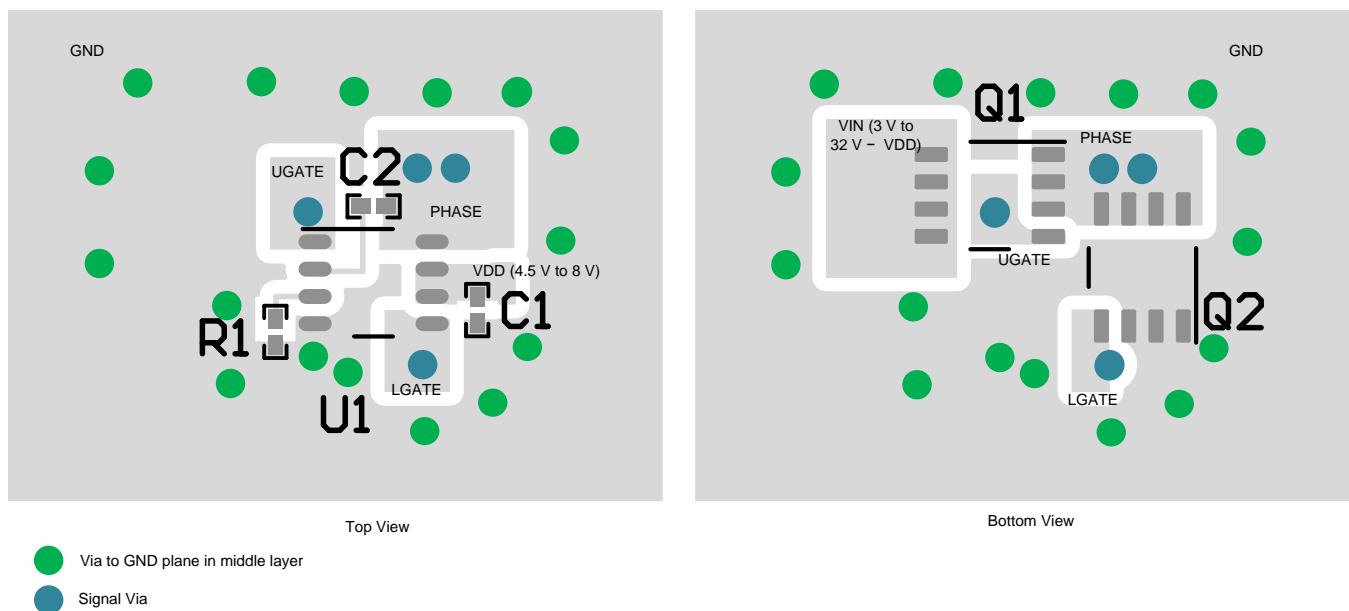 GND
UGATE
C2
PHASE
VDD (4.5 V to 8 V)
R1
C1
U1
LGATE
Top View
GND
Q1
VIN (3 V to
32 V − VDD)
PHASE
UGATE
Q2
LGATE
Bottom View
Via to GND plane in middle layer
Signal Via